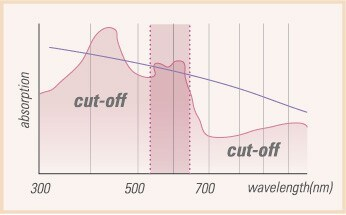 absorption
cut-off
cut-off
300 500 700 wavelength(nm)